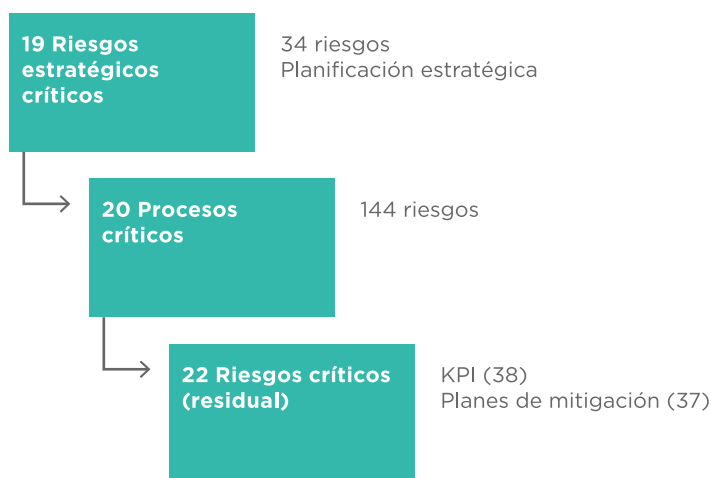 19 Riesgos
estratégicos
críticos
34 riesgos
Planificación estratégica
20 Procesos
críticos
144 riesgos
22 Riesgos críticos
(residual)
KPI (38)
Planes de mitigación (37)